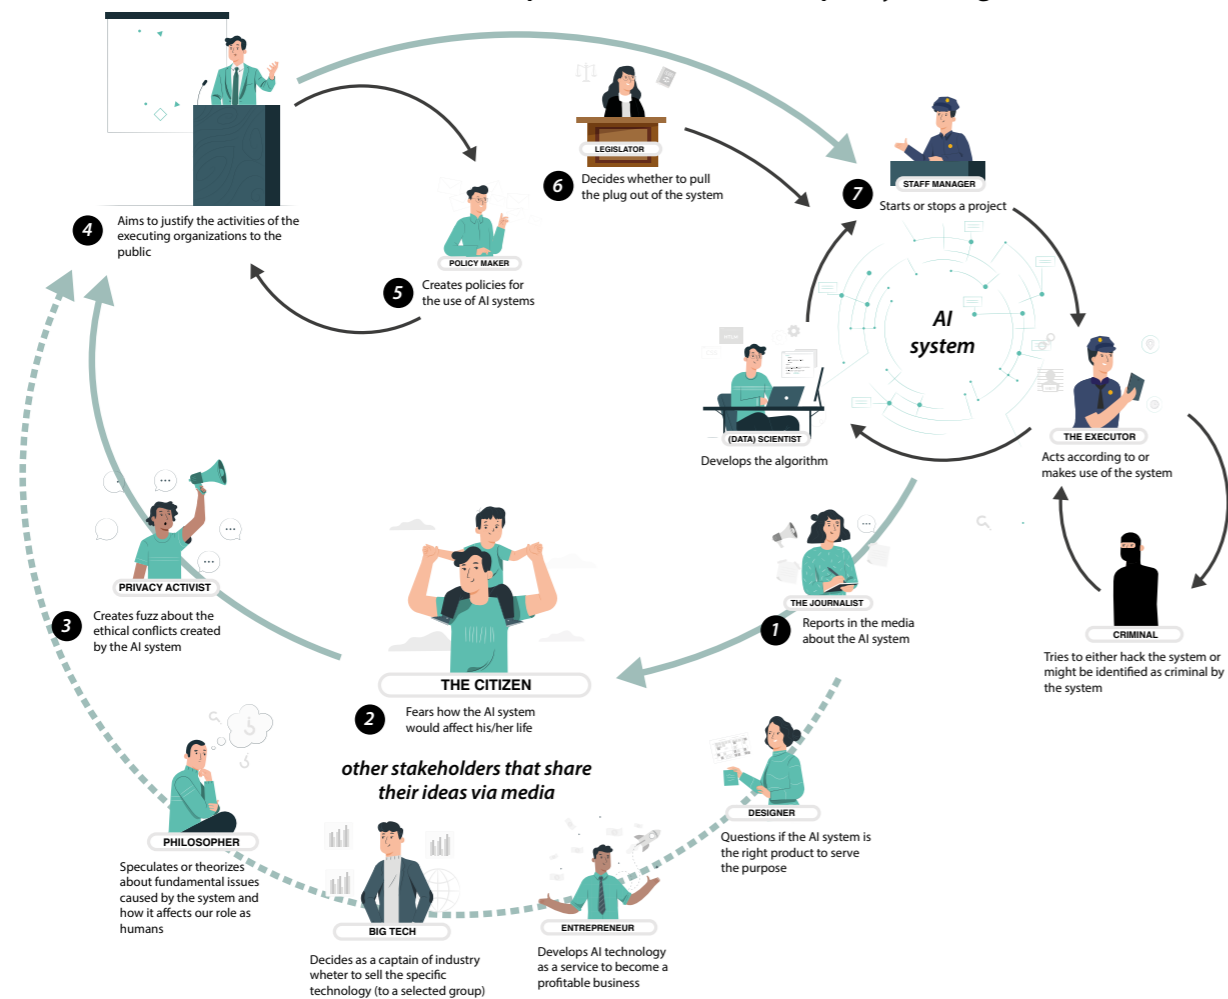 LEGISLATOR
6
Decides whether to pull
the plug out of the system
STAFF MANAGER
7
Starts or stops a project
4
Aims to justify the activities of the
executing organizations to the
public
POLICY MAKER
5
Creates policies for
the use of AI systems
AI
system
(DATA) SCIENTIST
Develops the algorithm
THE EXECUTOR
Acts according to or
makes use of the system
PRIVACY ACTIVIST
3
Creates fuzz about the
ethical conflicts created
by the AI system
THE JOURNALIST
1
Reports in the media
about the AI system
CRIMINAL
Tries to either hack the system or
might be identified as criminal by
the system
THE CITIZEN
2
Fears how the AI system
would affect his/her life
other stakeholders that share
their ideas via media
DESIGNER
Questions if the AI system is
the right product to serve
the purpose
PHILOSOPHER
Speculates or theorizes
about fundamental issues
caused by the system and
how it affects our role as
humans
BIG TECH
Decides as a captain of industry
wheter to sell the specific
technology (to a selected group)
ENTREPRENEUR
Develops AI technology
as a service to become a
profitable business